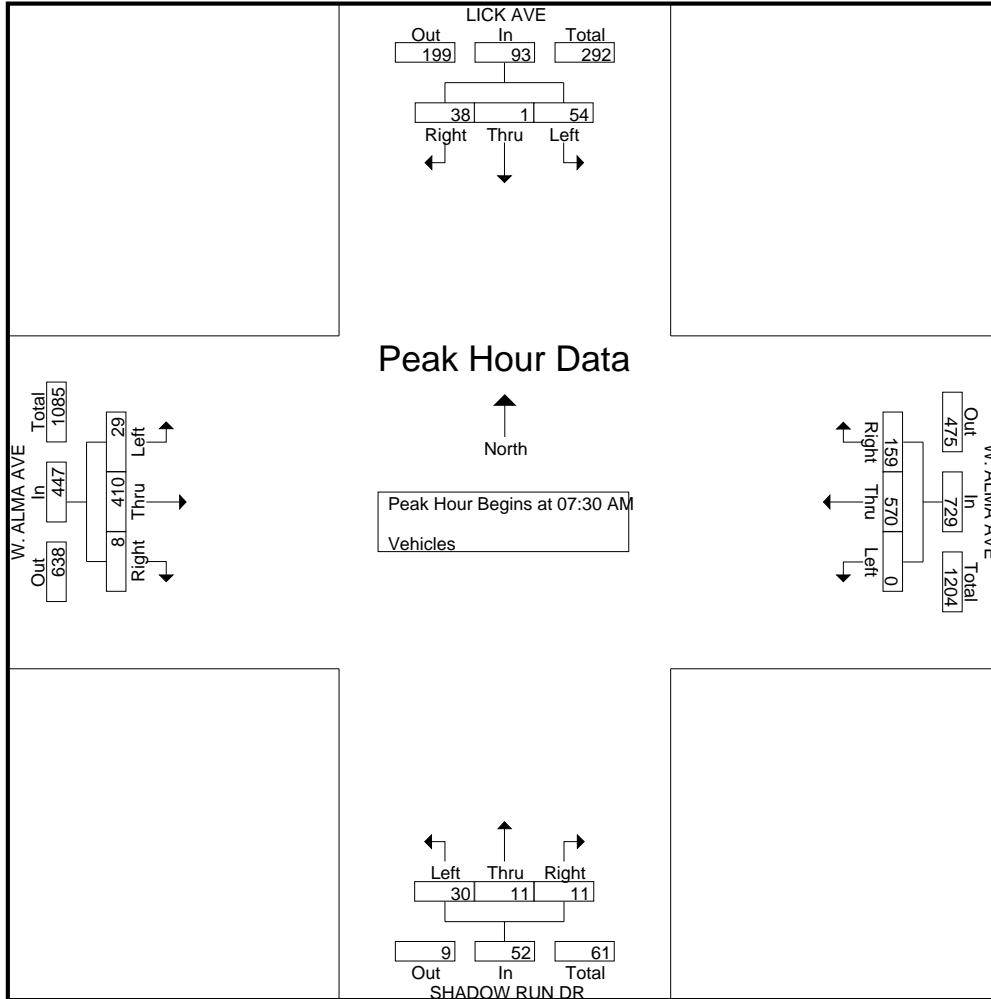 LICK AVE
Out In Total
199 93 292
38 1 54
Right Thru Left
Peak Hour Data
North
Peak Hour Begins at 07:30 AM
Vehicles
W. ALMA AVE
Out In Total
638 447 1085
Left Thru Right
29 410 8
W. ALMA AVE
Out In Total
475 729 1204
Right Thru Left
159 570 0
Left Thru Right
30 11 11
9 52 61
Out In Total
SHADOW RUN DR